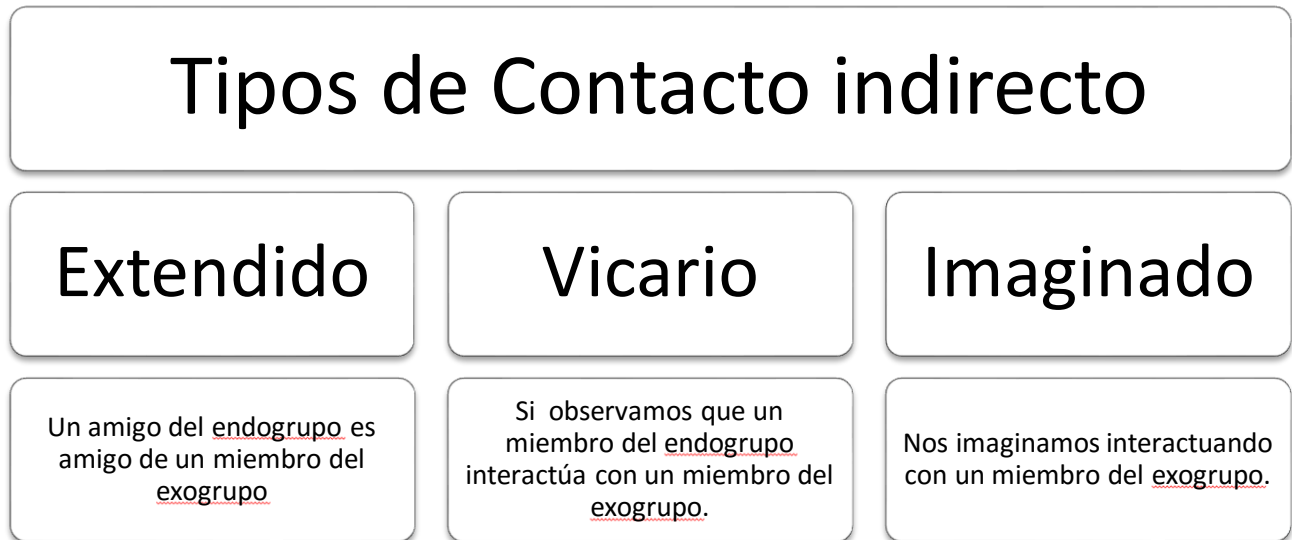 Tipos de Contacto indirecto
Extendido
Vicario
Imaginado
Un amigo del endogrupo es
amigo de un miembro del
exogrupo
Si  observamos que un
miembro del endogrupo
interactúa con un miembro del
exogrupo.
Nos imaginamos interactuando
con un miembro del exogrupo.